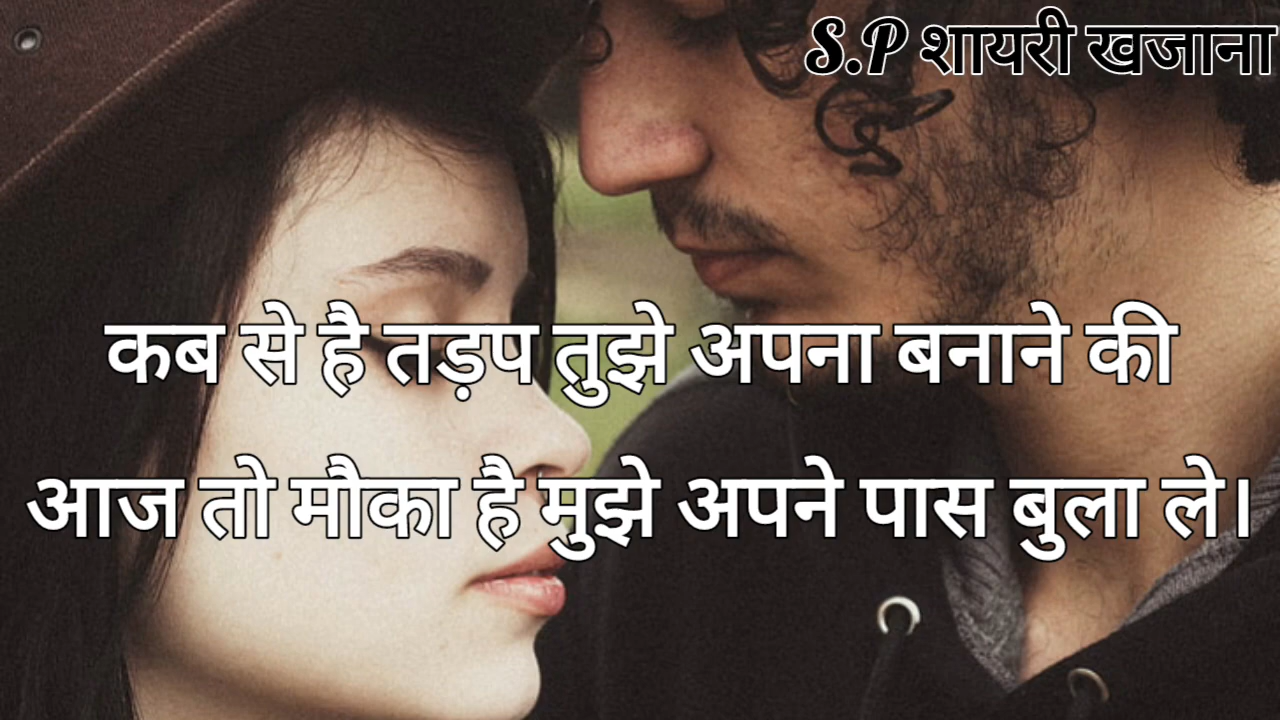 S.P शायरी खजाना
कब से है तड़प तुझे अपना बनाने की
आज तो मौका है मुझे अपने पास बुला ले।